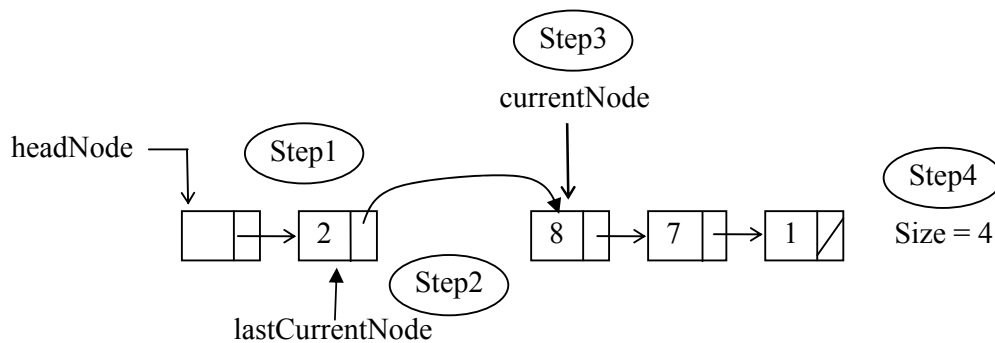 Step3
currentNode
headNode
Step1
Step4
2
8
7
1
Size = 4
Step2
lastCurrentNode